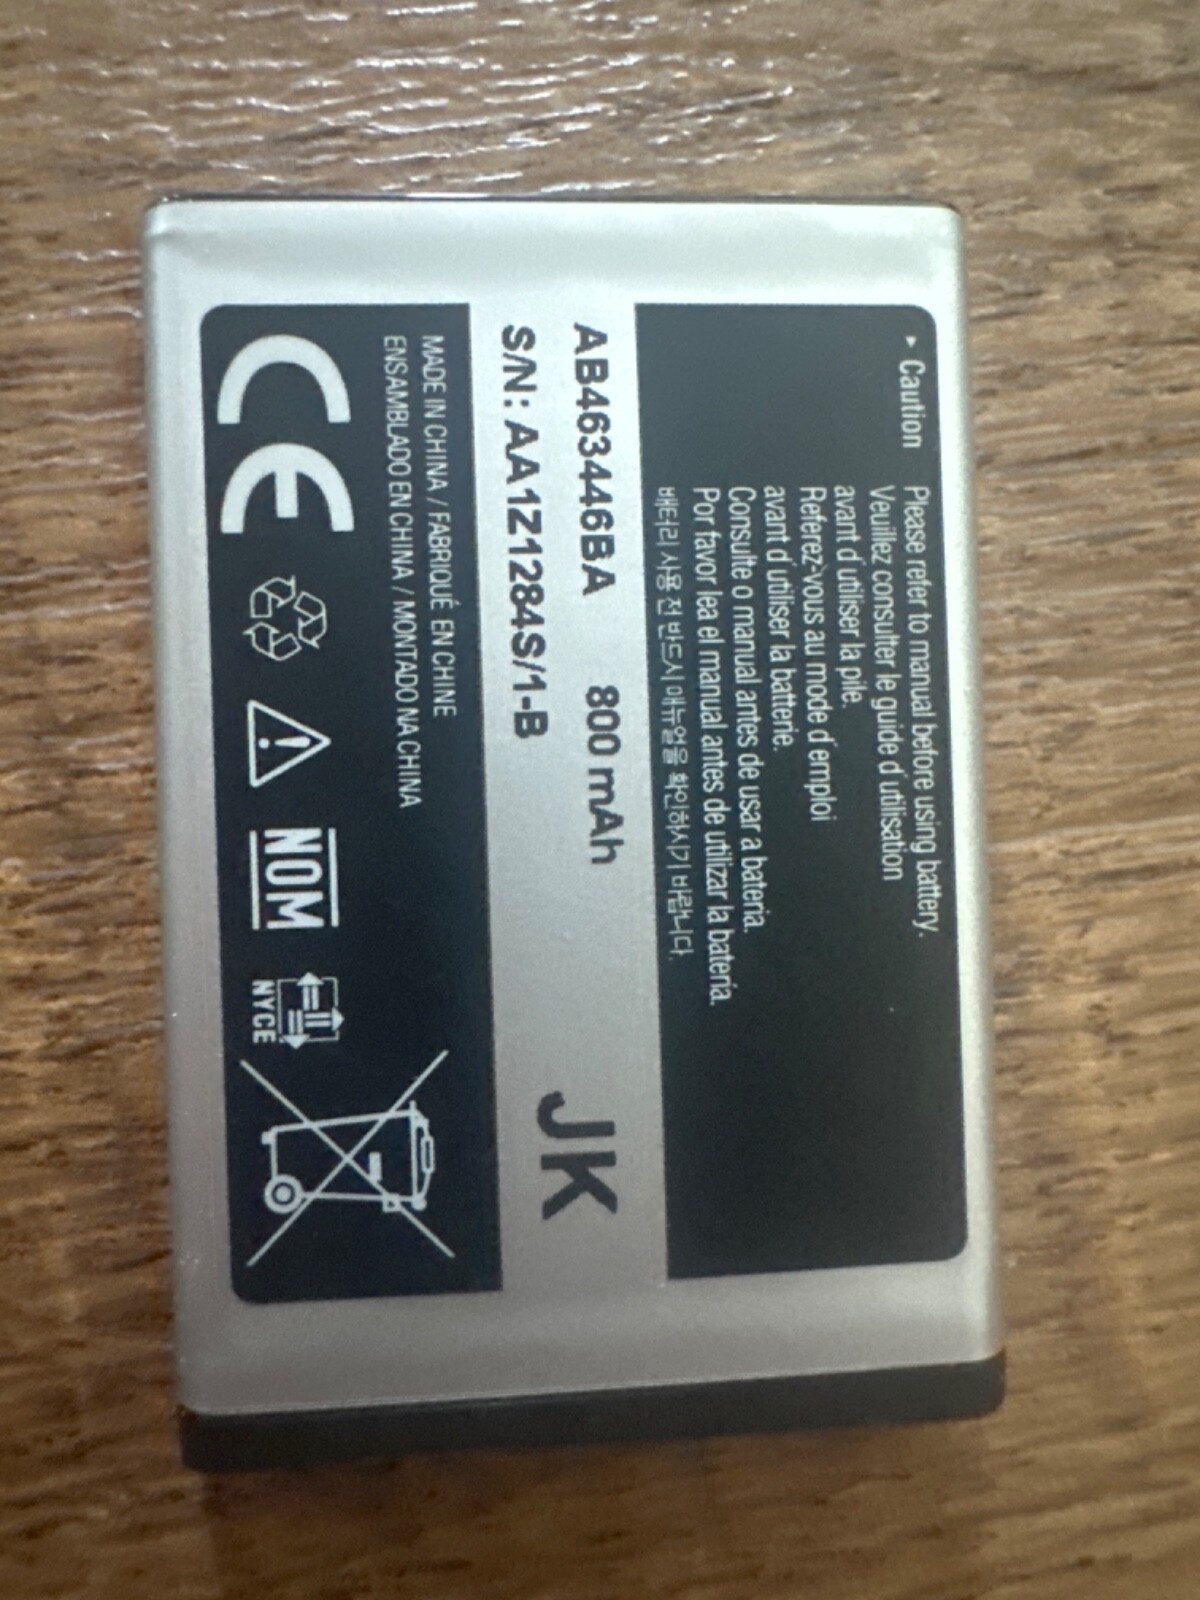 ▸ Caution Please refer to manual before using battery.
Veuillez consulter le guide d'utilisation
avant d'utiliser la pile.
Referez-vous au mode d'emploi
avant d'utiliser la batterie.
Consulte o manual antes de usar a bateria.
Por favor lea el manual antes de utilizar la batería.
배터리 사용 전 반드시 매뉴얼을 확인하시기 바랍니다.
AB463446BA 800 mAh
S/N: AA1Z1284S/1-B
JK
MADE IN CHINA / FABRIQUÉ EN CHINE
ENSAMBLADO EN CHINA / MONTADO NA CHINA
CE
NOM
NYCE